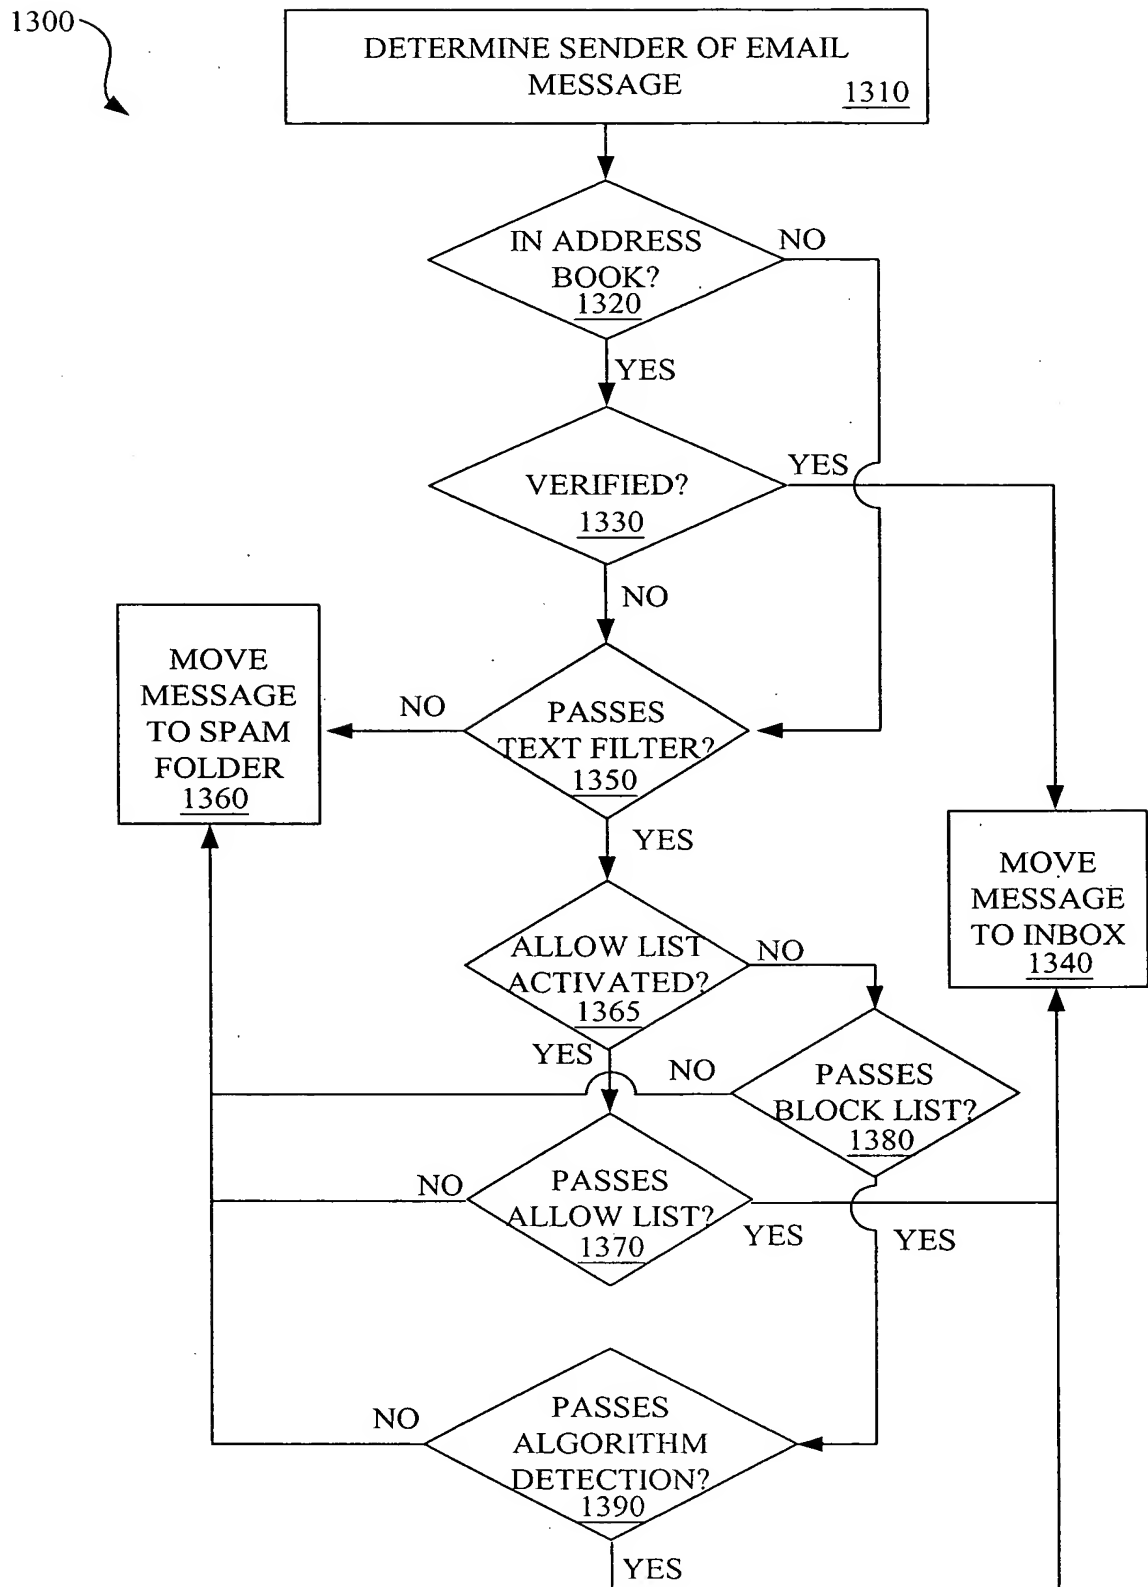 1300
DETERMINE SENDER OF EMAIL
MESSAGE
1310
IN ADDRESS
BOOK?
1320
NO
YES
VERIFIED?
1330
YES
NO
MOVE
MESSAGE
TO SPAM
FOLDER
1360
NO
PASSES
TEXT FILTER?
1350
YES
MOVE
MESSAGE
TO INBOX
1340
ALLOW LIST
ACTIVATED?
1365
NO
YES
NO
PASSES
BLOCK LIST?
1380
NO
PASSES
ALLOW LIST?
1370
YES
YES
NO
PASSES
ALGORITHM
DETECTION?
1390
YES